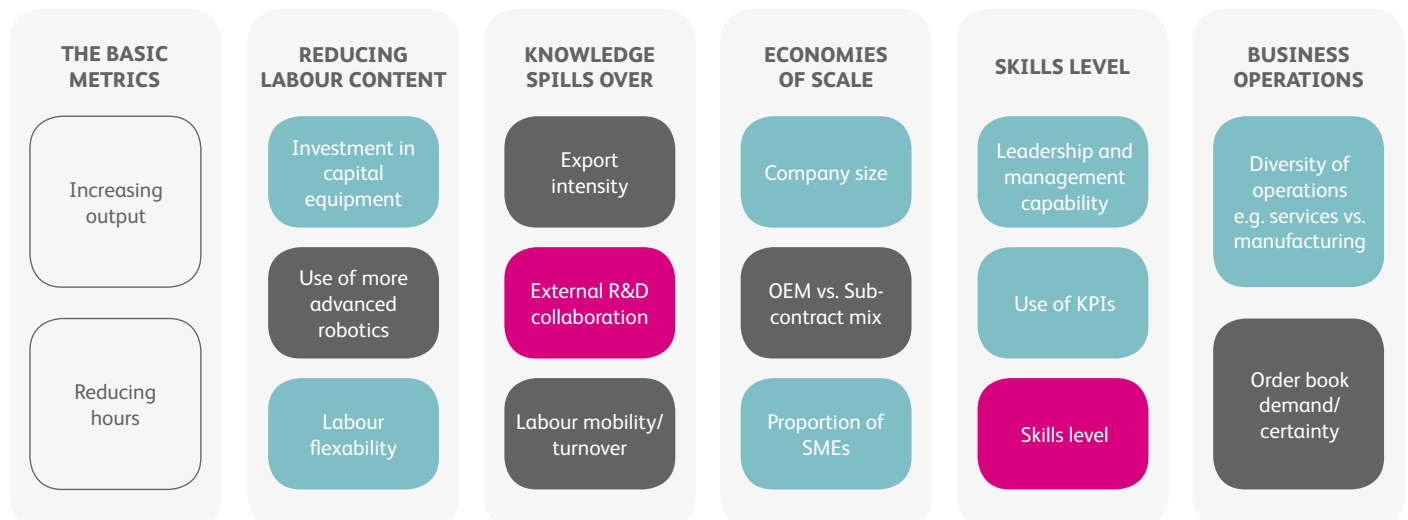 THE BASIC
METRICS
Increasing
output
Reducing
hours
REDUCING
LABOUR CONTENT
Investment in
capital
equipment
Use of more
advanced
robotics
Labour
flexability
KNOWLEDGE
SPILLS OVER
Export
intensity
External R&D
collaboration
Labour mobility/
turnover
ECONOMIES
OF SCALE
Company size
OEM vs. Sub-
contract mix
Proportion of
SMEs
SKILLS LEVEL
Leadership and
management
capability
Use of KPIs
Skills level
BUSINESS
OPERATIONS
Diversity of
operations
e.g. services vs.
manufacturing
Order book
demand/
certainty